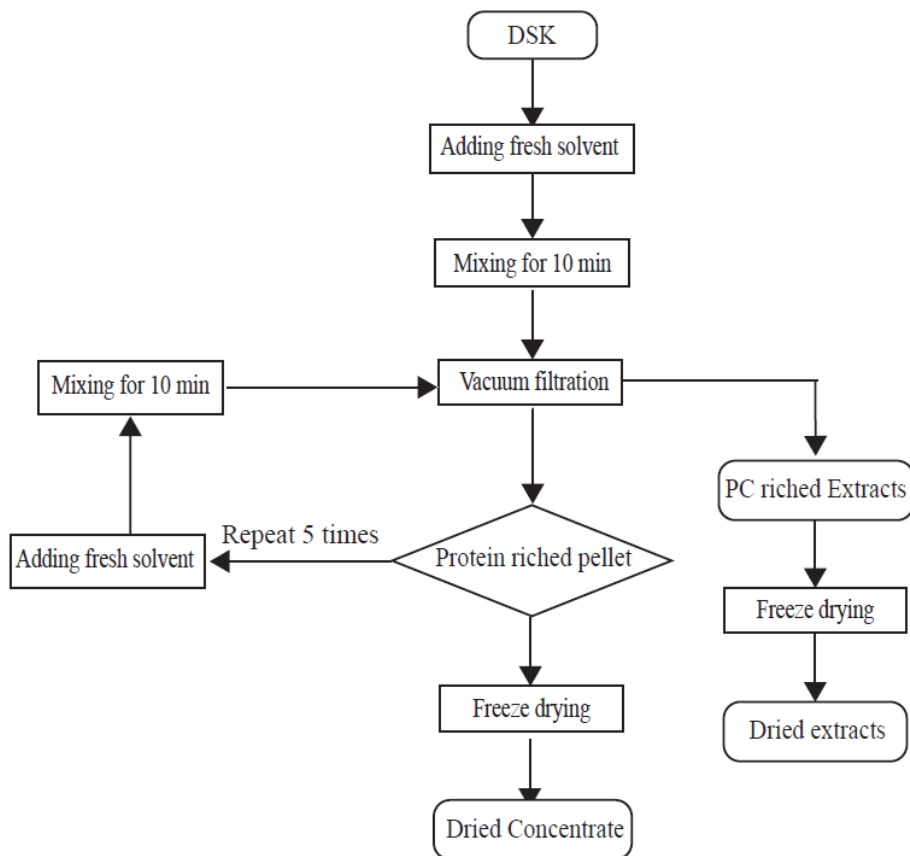 DSK
Adding fresh solvent
Mixing for 10 min
Mixing for 10 min
Vacuum filtration
PC riched Extracts
Repeat 5 times
Adding fresh solvent
Protein riched pellet
Freeze drying
Freeze drying
Dried extracts
Dried Concentrate